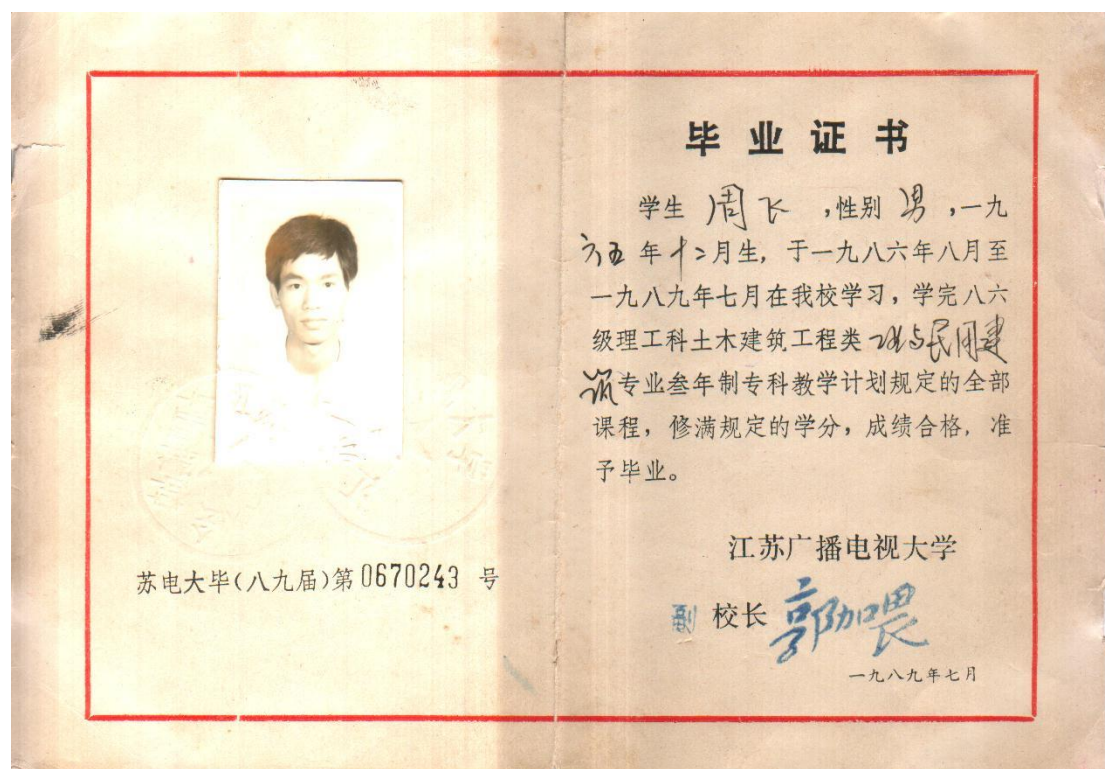 苏电大毕(八九届)第0670243 号
毕业证书
学生 周飞 ,性别 男 ,一九
六五年十二月生, 于一九八六年八月至
一九八九年七月在我校学习, 学完八六
级理工科土木建筑工程类 工业与民用建
筑专业叁年制专科教学计划规定的全部
课程, 修满规定的学分, 成绩合格, 准
予毕业。
江苏广播电视大学
副 校长 郭加喂
一九八九年七月